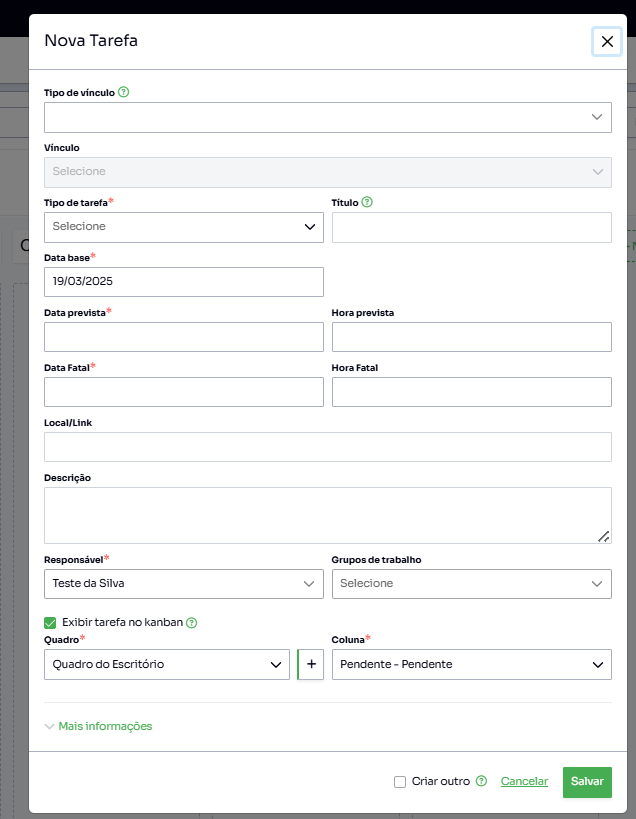 Nova Tarefa
Tipo de vínculo
Vínculo
Selecione
Tipo de tarefa* Título
Selecione
Data base*
19/03/2025
Data prevista* Hora prevista
Data Fatal* Hora Fatal
Local/Link
Descrição
Responsável* Grupos de trabalho
Teste da Silva Selecione
Exibir tarefa no kanban
Quadro* Coluna*
Quadro do Escritório + Pendente - Pendente
Mais informações
Criar outro Cancelar Salvar